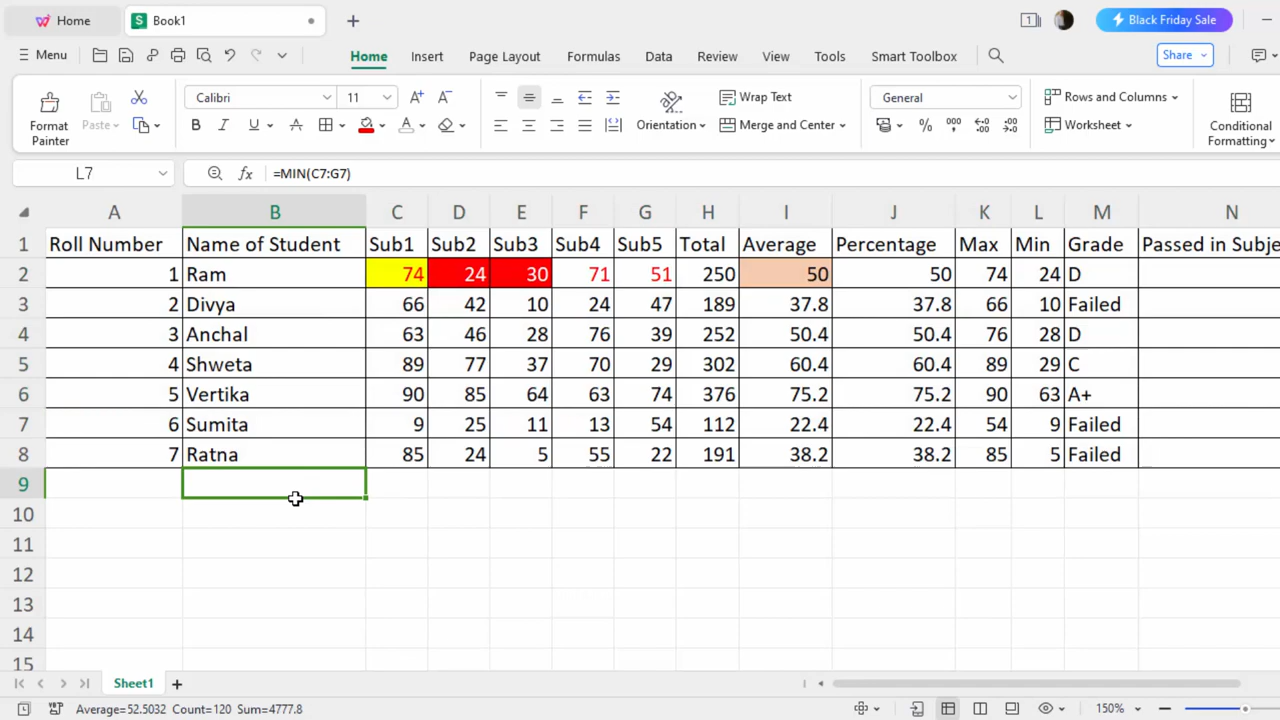 Home Book1 Black Friday Sale
Menu Home Insert Page Layout Formulas Data Review View Tools Smart Toolbox Share
Format Painter Paste Calibri 11 A+ A- B I U A A Orientation Wrap Text Merge and Center General % Rows and Columns Worksheet Conditional Formatting
L7 fx =MIN(C7:G7)
A B C D E F G H I J K L M N
1 Roll Number Name of Student Sub1 Sub2 Sub3 Sub4 Sub5 Total Average Percentage Max Min Grade Passed in Subje
2 1 Ram 74 24 30 71 51 250 50 50 74 24 D
3 2 Divya 66 42 10 24 47 189 37.8 37.8 66 10 Failed
4 3 Anchal 63 46 28 76 39 252 50.4 50.4 76 28 D
5 4 Shweta 89 77 37 70 29 302 60.4 60.4 89 29 C
6 5 Vertika 90 85 64 63 74 376 75.2 75.2 90 63 A+
7 6 Sumita 9 25 11 13 54 112 22.4 22.4 54 9 Failed
8 7 Ratna 85 24 5 55 22 191 38.2 38.2 85 5 Failed
9
10
11
12
13
14
15
Sheet1
Average=52.5032 Count=120 Sum=4777.8 150%